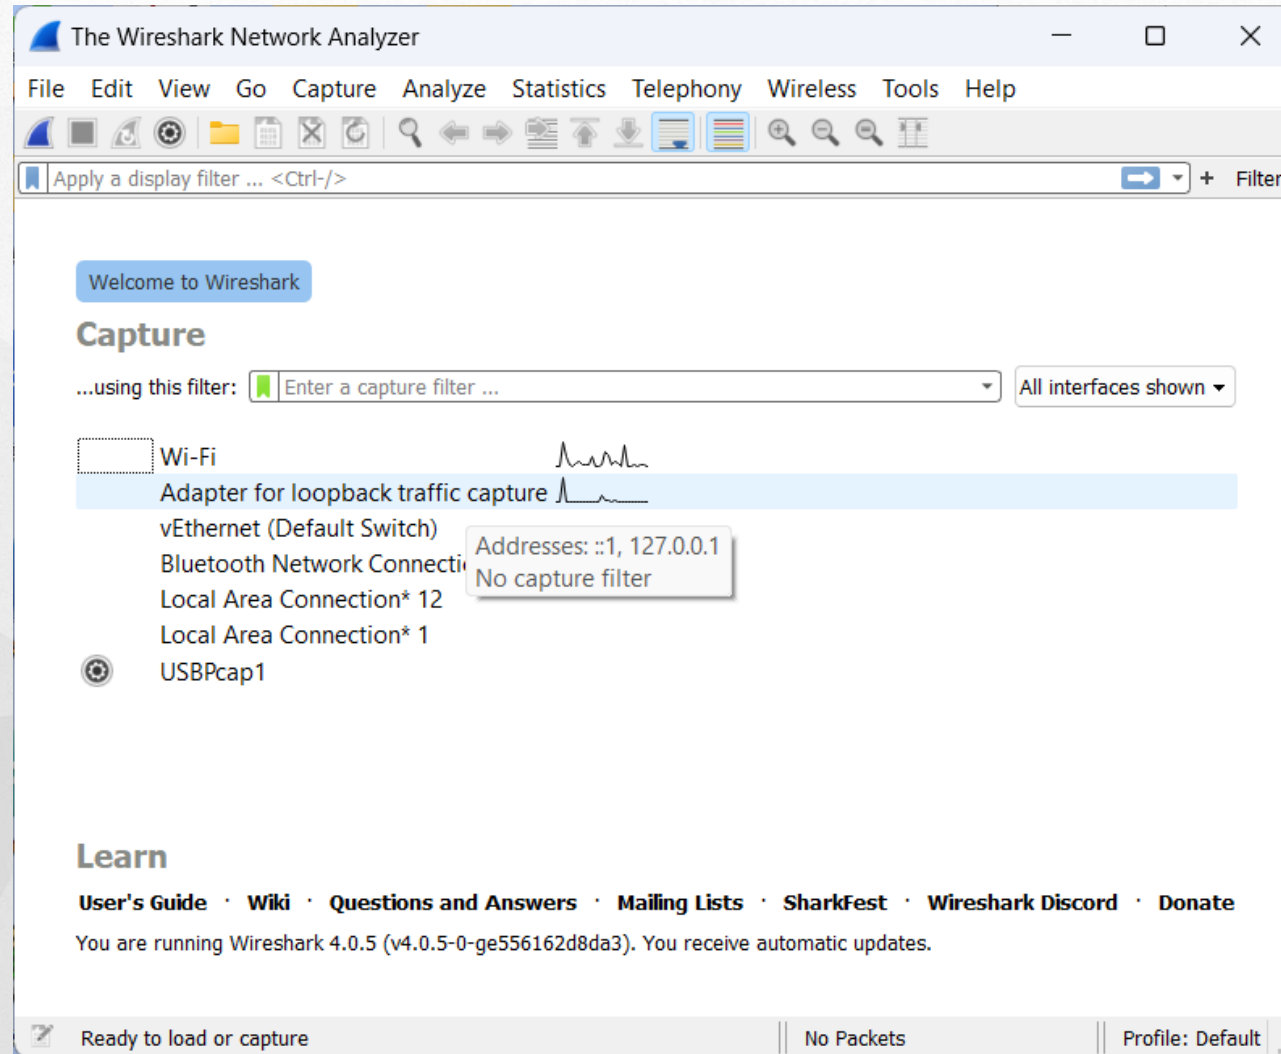 The Wireshark Network Analyzer
File Edit View Go Capture Analyze Statistics Telephony Wireless Tools Help
Apply a display filter ... <Ctrl-/>
+ Filter
Welcome to Wireshark
Capture
...using this filter: Enter a capture filter ... All interfaces shown
Wi-Fi
Adapter for loopback traffic capture
vEthernet (Default Switch)
Addresses: ::1, 127.0.0.1
Bluetooth Network Connecti
No capture filter
Local Area Connection* 12
Local Area Connection* 1
USBPcap1
Learn
User's Guide · Wiki · Questions and Answers · Mailing Lists · SharkFest · Wireshark Discord · Donate
You are running Wireshark 4.0.5 (v4.0.5-0-ge556162d8da3). You receive automatic updates.
Ready to load or capture No Packets Profile: Default